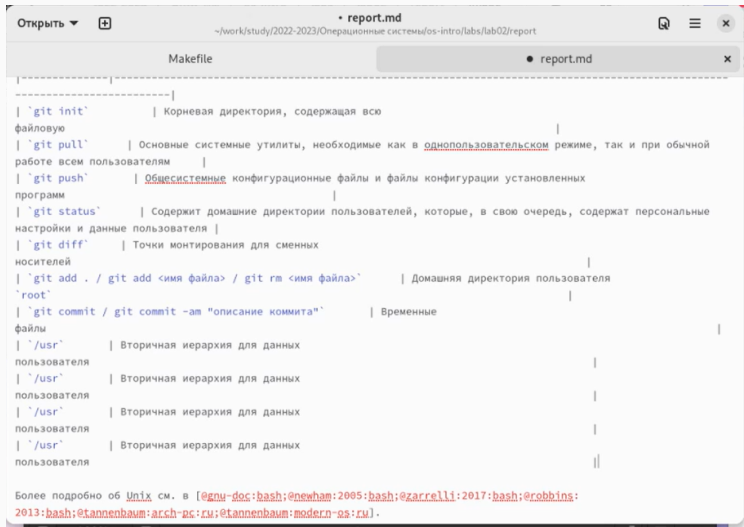 Открыть
• report.md
~/work/study/2022-2023/Операционные системы/os-intro/labs/lab02/report
Makefile
● report.md
-------------------------|
| `git init` | Корневая директория, содержащая всю
файловую |
| `git pull` | Основные системные утилиты, необходимые как в однопользовательском режиме, так и при обычной
работе всем пользователям |
| `git push` | Общесистемные конфигурационные файлы и файлы конфигурации установленных
программ |
| `git status` | Содержит домашние директории пользователей, которые, в свою очередь, содержат персональные
настройки и данные пользователя |
| `git diff` | Точки монтирования для сменных
носителей |
| `git add . / git add <имя файла> / git rm <имя файла>` | Домашняя директория пользователя
`root` |
| `git commit / git commit -am "описание коммита"` | Временные
файлы |
| `/usr` | Вторичная иерархия для данных
пользователя |
| `/usr` | Вторичная иерархия для данных
пользователя |
| `/usr` | Вторичная иерархия для данных
пользователя |
| `/usr` | Вторичная иерархия для данных
пользователя |
Более подробно об Unix см. в [@gnu-doc:bash;@newham:2005:bash;@zarrelli:2017:bash;@robbins:
2013:bash;@tannenbaum:arch-pc:ru;@tannenbaum:modern-os:ru].